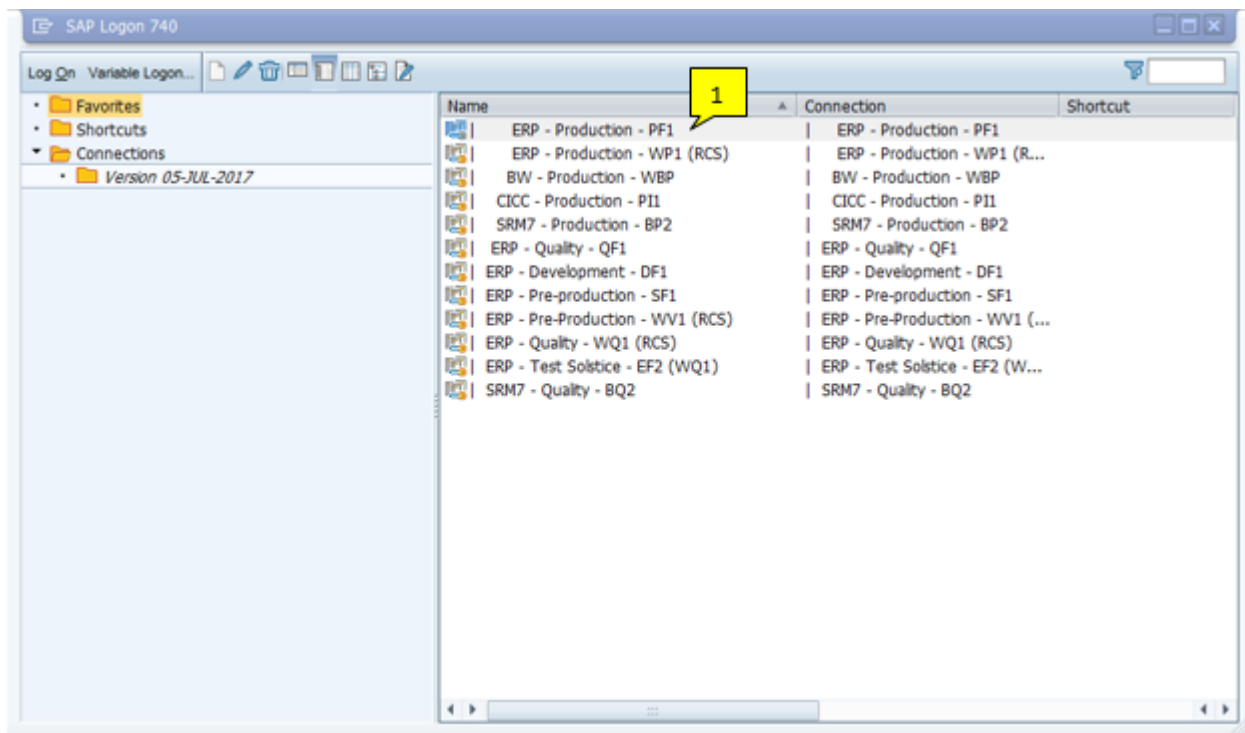 SAP Logon 740
Log On Variable Logon...
Favorites
Shortcuts
Connections
Version 05-JUL-2017
1
Name Connection Shortcut
| ERP - Production - PF1 | ERP - Production - PF1
| ERP - Production - WP1 (RCS) | ERP - Production - WP1 (R...
| BW - Production - WBP | BW - Production - WBP
| CICC - Production - PI1 | CICC - Production - PI1
| SRM7 - Production - BP2 | SRM7 - Production - BP2
| ERP - Quality - QF1 | ERP - Quality - QF1
| ERP - Development - DF1 | ERP - Development - DF1
| ERP - Pre-production - SF1 | ERP - Pre-production - SF1
| ERP - Pre-Production - WV1 (RCS) | ERP - Pre-Production - WV1 (...
| ERP - Quality - WQ1 (RCS) | ERP - Quality - WQ1 (RCS)
| ERP - Test Solstice - EF2 (WQ1) | ERP - Test Solstice - EF2 (W...
| SRM7 - Quality - BQ2 | SRM7 - Quality - BQ2